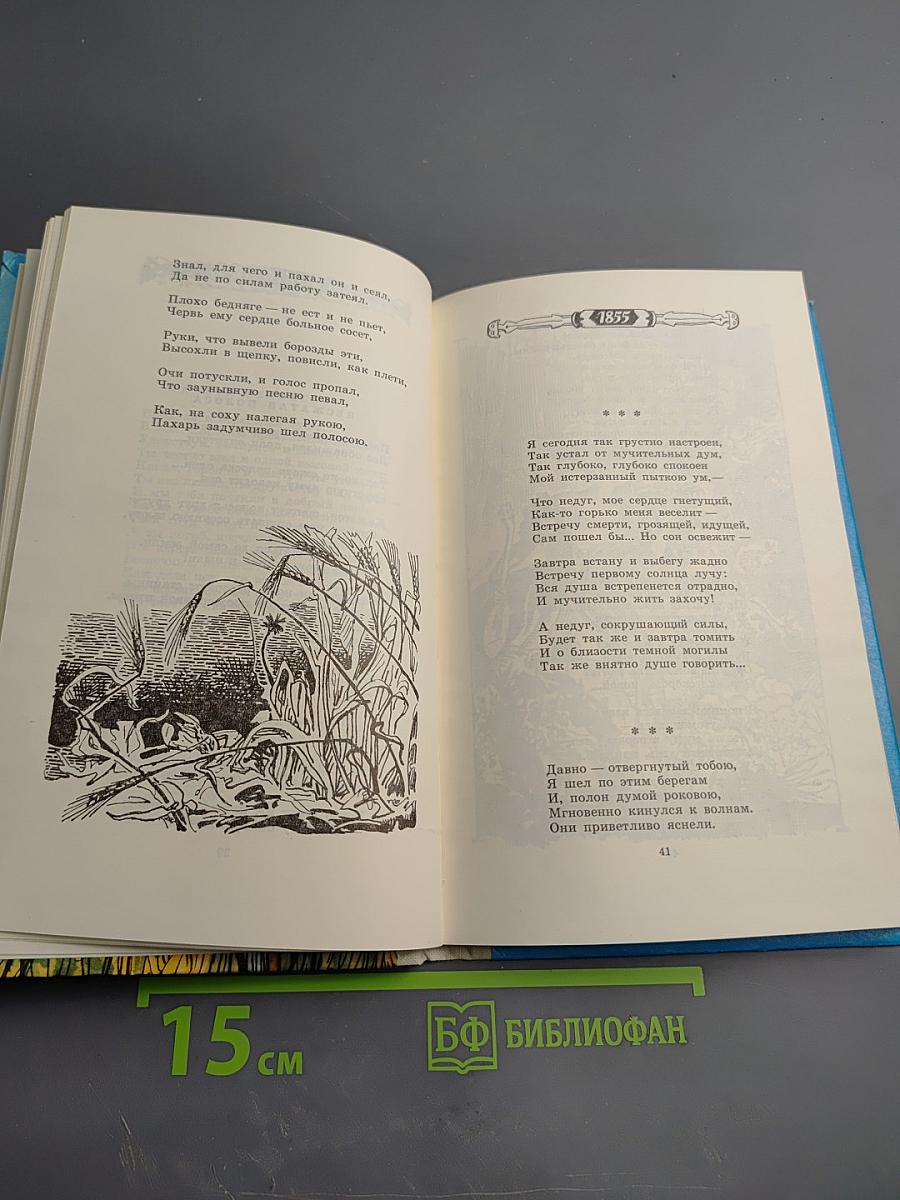 Знал, для чего и пахал он и сеял,
Да не по силам работу затеял.
Плохо бедняге — не ест и не пьет,
Червь ему сердце больное сосет,
Руки, что вывели борозды эти,
Высохли в щепку, повисли, как плети,
Очи потускли, и голос пропал,
Что заунывную песню певал,
Как, на соху налегая рукою,
Пахарь задумчиво шел полосою.
1855
* * *
Я сегодня так грустно настроен,
Так устал от мучительных дум,
Так глубоко, глубоко спокоен
Мой истерзанный пыткою ум,—
Что недуг, мое сердце гнетущий,
Как-то горько меня веселит —
Встречу смерти, грозящей, идущей,
Сам пошел бы... Но сон освежит —
Завтра встану и выбегу жадно
Встречу первому солнца лучу:
Вся душа встрепенется отрадно,
И мучительно жить захочу!
А недуг, сокрушающий силы,
Будет так же и завтра томить
И о близости темной могилы
Так же внятно душе говорить...
* * *
Давно — отвергнутый тобою,
Я шел по этим берегам
И, полон думой роковою,
Мгновенно кинулся к волнам.
Они приветливо яснели.
41
15 см
БФ БИБЛИОФАН